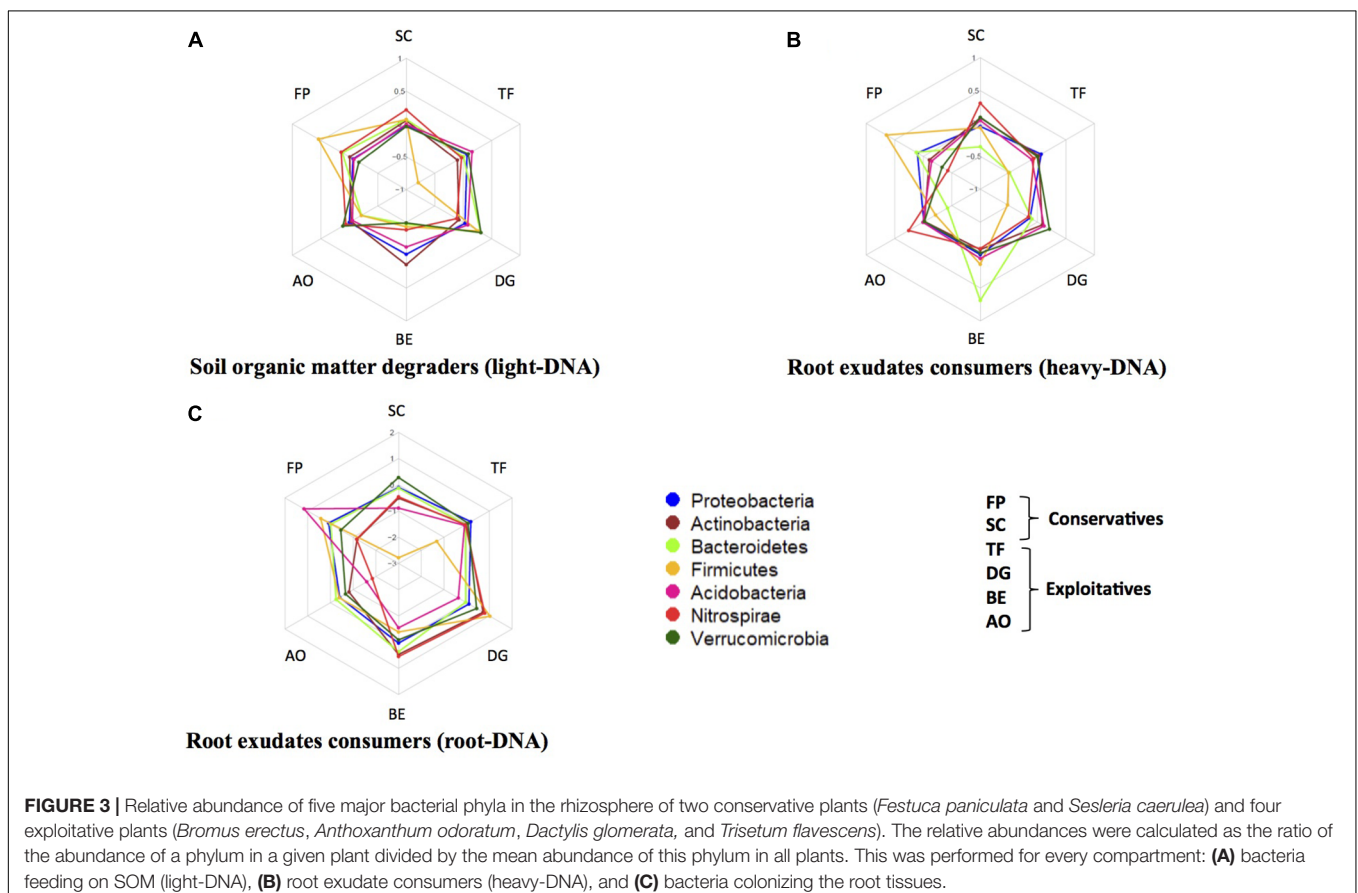 A
SC
1
0.5
FP
TF
-0.5
-1
AO
DG
BE
Soil organic matter degraders (light-DNA)
B
SC
1
0.5
FP
TF
-0.5
-1
AO
DG
BE
Root exudates consumers (heavy-DNA)
C
SC
2
1
FP
TF
0
-1
-2
-3
AO
DG
BE
Root exudates consumers (root-DNA)
Proteobacteria
Actinobacteria
Bacteroidetes
Firmicutes
Acidobacteria
Nitrospirae
Verrucomicrobia
FP
SC
Conservatives
TF
DG
BE
AO
Exploitatives
FIGURE 3 | Relative abundance of five major bacterial phyla in the rhizosphere of two conservative plants (Festuca paniculata and Sesleria caerulea) and four
exploitative plants (Bromus erectus, Anthoxanthum odoratum, Dactylis glomerata, and Trisetum flavescens). The relative abundances were calculated as the ratio of
the abundance of a phylum in a given plant divided by the mean abundance of this phylum in all plants. This was performed for every compartment: (A) bacteria
feeding on SOM (light-DNA), (B) root exudate consumers (heavy-DNA), and (C) bacteria colonizing the root tissues.